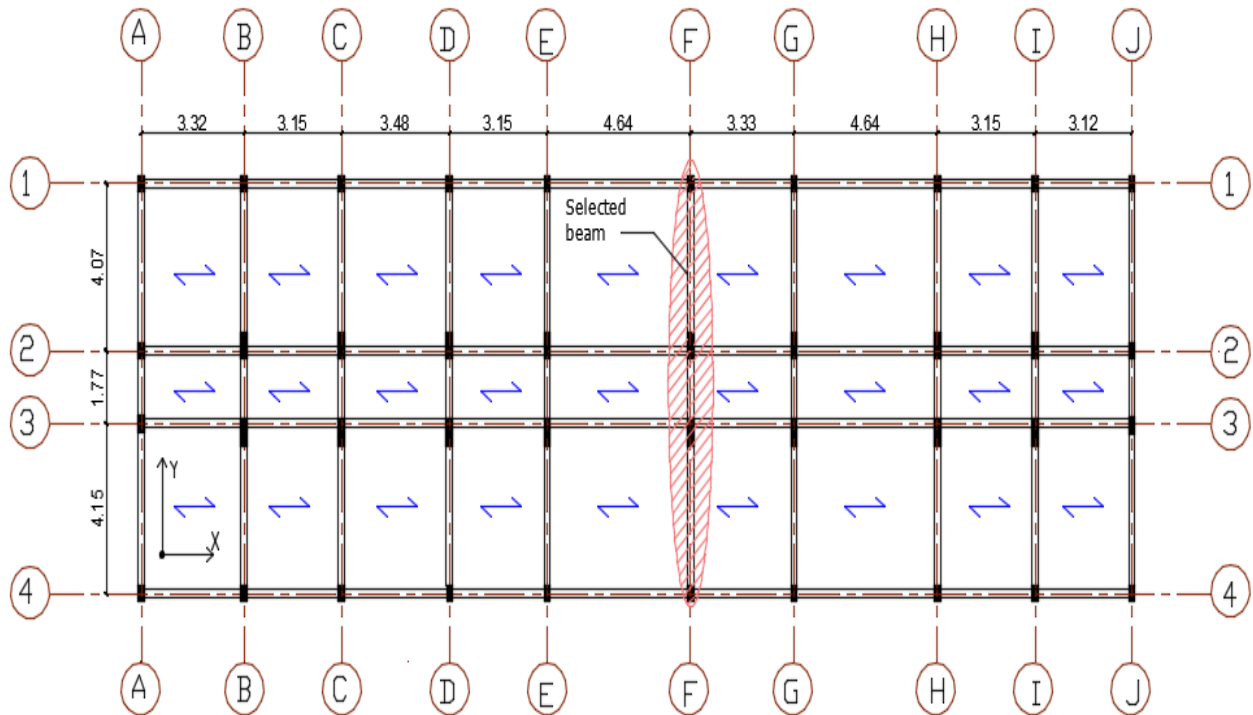 A B C D E F G H I J
3.32 3.15 3.48 3.15 4.64 3.33 4.64 3.15 3.12
1 1
Selected
beam
4.07
2 2
1.77
3 3
Y
4.15
X
4 4
A B C D E F G H I J